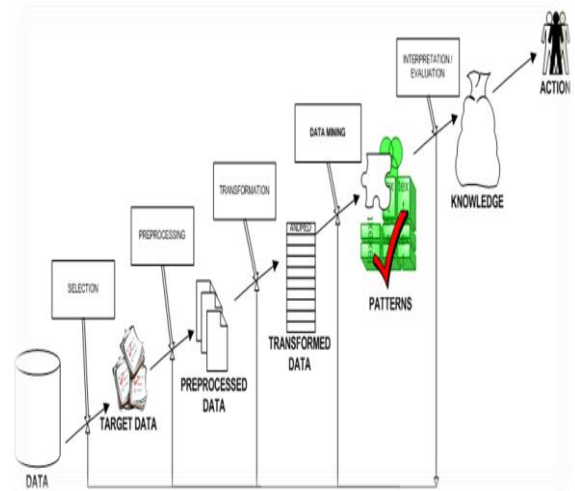 INTERPRETATION /
EVALUATION
ACTION
DATA MINING
TRANSFORMATION
KNOWLEDGE
PREPROCESSING
PATTERNS
SELECTION
TRANSFORMED
DATA
PREPROCESSED
DATA
TARGET DATA
DATA